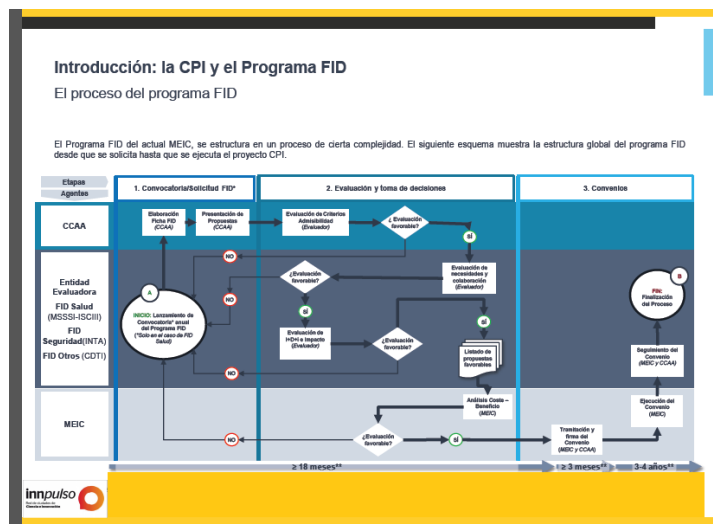 Introducción: la CPI y el Programa FID
El proceso del programa FID
El Programa FID del actual MEIC, se estructura en un proceso de cierta complejidad. El siguiente esquema muestra la estructura global del programa FID
desde que se solicita hasta que se ejecuta el proyecto CPI.
Etapas
Agentes
1. Convocatoria/Solicitud FID*
2. Evaluación y toma de decisiones
3. Convenios
CCAA
Elaboración
Ficha FID
(CCAA)
Presentación de
Propuestas
(CCAA)
Evaluación de Criterios
Admisibilidad
(Evaluador)
¿ Evaluación
favorable?
SÍ
NO
Entidad
Evaluadora
FID Salud
(MSSSI-ISCIII)
FID
Seguridad(INTA)
FID Otros (CDTI)
A
INICIO: Lanzamiento de
Convocatoria* anual
del Programa FID
(*Solo en el caso de FID
Salud)
NO
¿Evaluación
favorable?
Evaluación de
necesidades y
colaboración
(Evaluador)
SÍ
SÍ
Evaluación de
I+D+i e Impacto
(Evaluador)
¿Evaluación
favorable?
Listado de
propuestas
favorables
NO
B
FIN:
Finalización
del Proceso
Seguimiento del
Convenio
(MEIC y CCAA)
MEIC
Análisis Coste –
Beneficio
(MEIC)
Ejecución del
Convenio
(MEIC)
NO
¿Evaluación
favorable?
SÍ
Tramitación y
firma del
Convenio
(MEIC y CCAA)
≥ 18 meses**
≥ 3 meses**
3-4 años**
innpulso